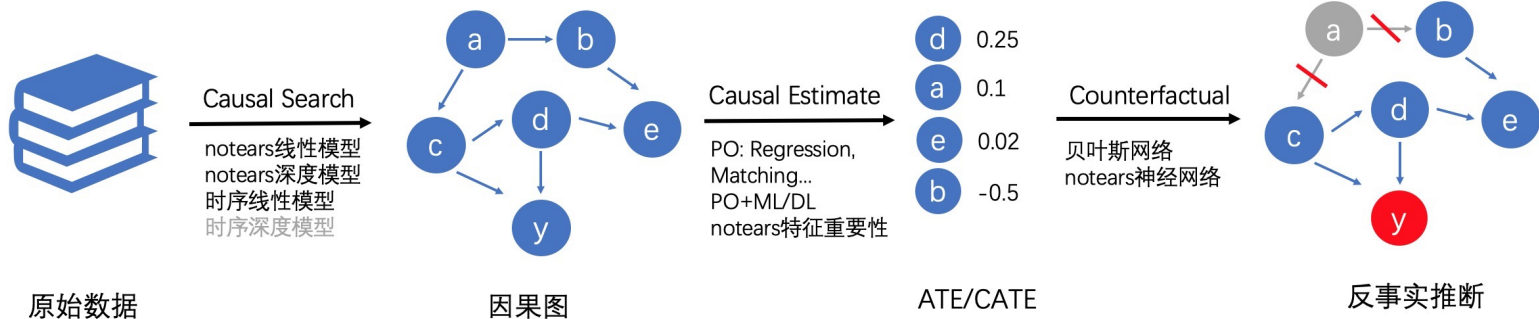 Causal Search
notears线性模型
notears深度模型
时序线性模型
时序深度模型
原始数据
a
b
c
d
e
y
因果图
Causal Estimate
PO: Regression,
Matching...
PO+ML/DL
notears特征重要性
d 0.25
a 0.1
e 0.02
b -0.5
ATE/CATE
Counterfactual
贝叶斯网络
notears神经网络
a
b
c
d
e
y
反事实推断